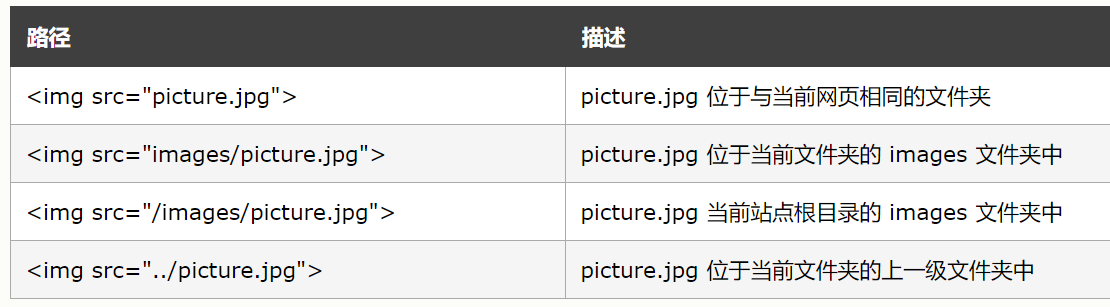 路径 描述
<img src="picture.jpg"> picture.jpg 位于与当前网页相同的文件夹
<img src="images/picture.jpg"> picture.jpg 位于当前文件夹的 images 文件夹中
<img src="/images/picture.jpg"> picture.jpg 当前站点根目录的 images 文件夹中
<img src="../picture.jpg"> picture.jpg 位于当前文件夹的上一级文件夹中